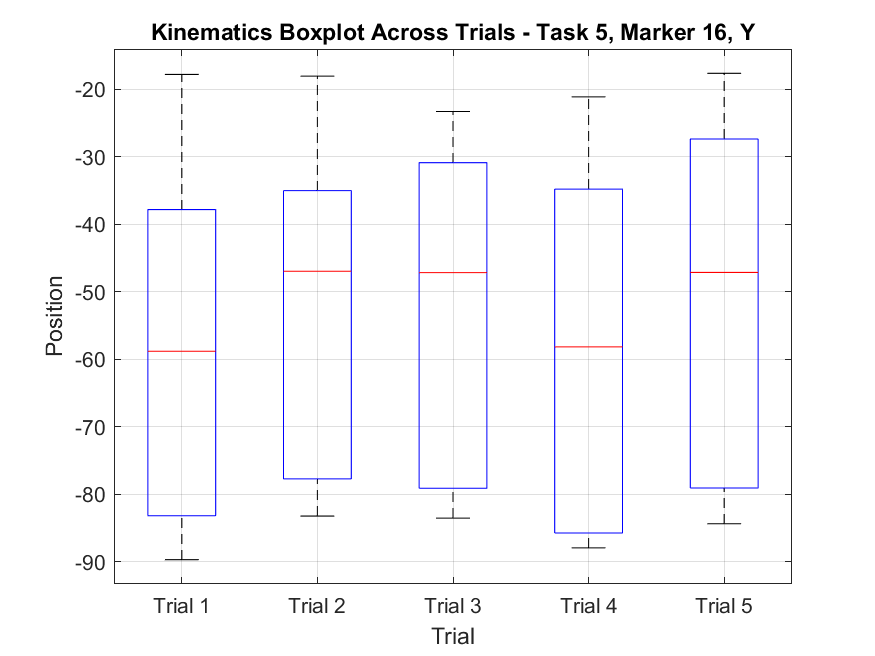 Kinematics Boxplot Across Trials - Task 5, Marker 16, Y
-20
-30
-40
-50
-60
-70
-80
-90
Position
Trial 1 Trial 2 Trial 3 Trial 4 Trial 5
Trial